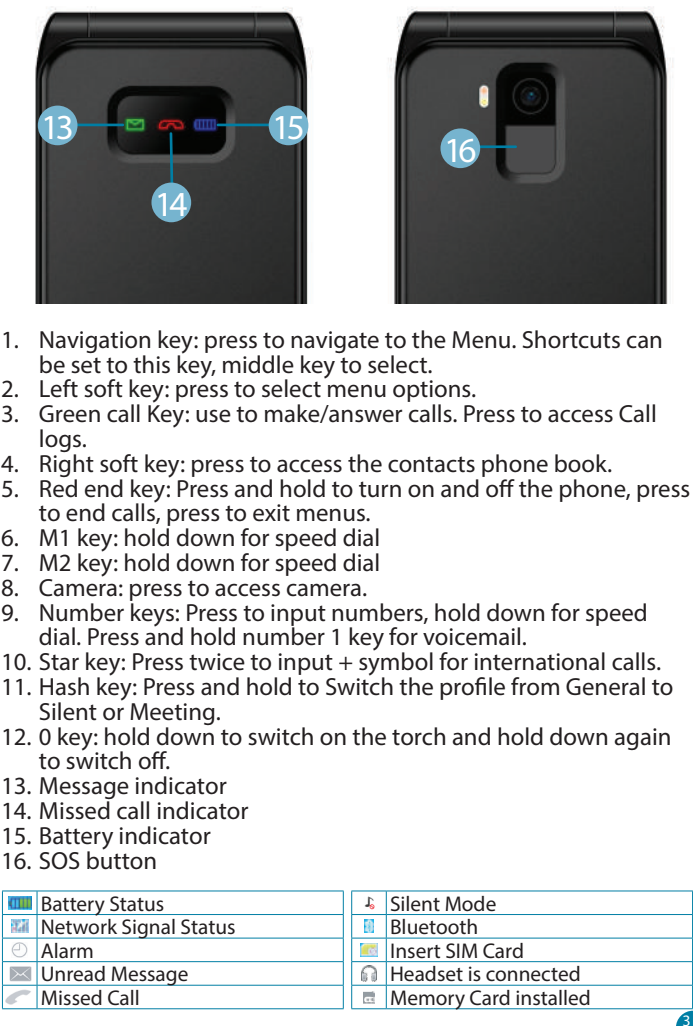 13
14
15
16
1. Navigation key: press to navigate to the Menu. Shortcuts can
be set to this key, middle key to select.
2. Left soft key: press to select menu options.
3. Green call Key: use to make/answer calls. Press to access Call
logs.
4. Right soft key: press to access the contacts phone book.
5. Red end key: Press and hold to turn on and off the phone, press
to end calls, press to exit menus.
6. M1 key: hold down for speed dial
7. M2 key: hold down for speed dial
8. Camera: press to access camera.
9. Number keys: Press to input numbers, hold down for speed
dial. Press and hold number 1 key for voicemail.
10. Star key: Press twice to input + symbol for international calls.
11. Hash key: Press and hold to Switch the profile from General to
Silent or Meeting.
12. 0 key: hold down to switch on the torch and hold down again
to switch off.
13. Message indicator
14. Missed call indicator
15. Battery indicator
16. SOS button
Battery Status
Network Signal Status
Alarm
Unread Message
Missed Call
Silent Mode
Bluetooth
Insert SIM Card
Headset is connected
Memory Card installed
3